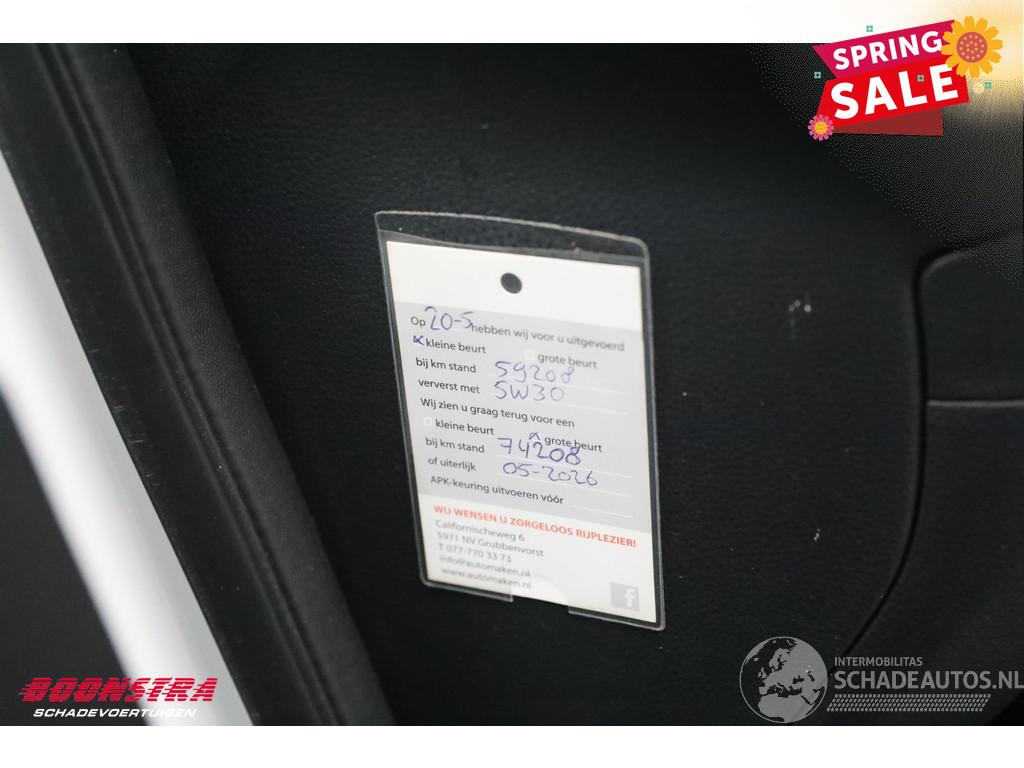 SPRING
SALE
Op 20-5 hebben wij voor u uitgevoerd
kleine beurt grote beurt
bij km stand 59208
ververst met 5W30
Wij zien u graag terug voor een
kleine beurt grote beurt
bij km stand 74208
of uiterlijk 05-2026
APK-keuring uitvoeren vóór
WIJ WENSEN U ZORGELOOS RIJPLEZIER!
Californischeweg 6
5971 NV Grubbenvorst
T 077-770 33 73
info@automaken.nl
www.automaken.nl
f
BOONSTRA
SCHADEVOERTUIGEN
INTERMOBILITAS
SCHADEAUTOS.NL